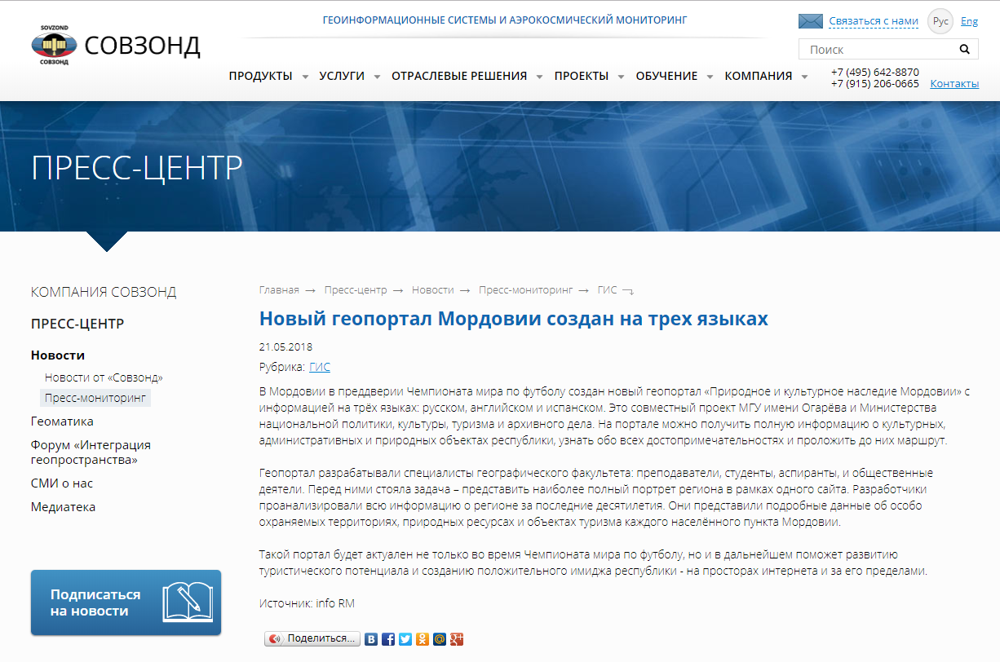 SOVZOND
СОВЗОНД
СОВЗОНД
ГЕОИНФОРМАЦИОННЫЕ СИСТЕМЫ И АЭРОКОСМИЧЕСКИЙ МОНИТОРИНГ
Связаться с нами Рус Eng
Поиск
ПРОДУКТЫ УСЛУГИ ОТРАСЛЕВЫЕ РЕШЕНИЯ ПРОЕКТЫ ОБУЧЕНИЕ КОМПАНИЯ
+7 (495) 642-8870
+7 (915) 206-0665 Контакты
ПРЕСС-ЦЕНТР
КОМПАНИЯ СОВЗОНД
ПРЕСС-ЦЕНТР
Новости
Новости от «Совзонд»
Пресс-мониторинг
Геоматика
Форум «Интеграция
геопространства»
СМИ о нас
Медиатека
Подписаться
на новости
Главная → Пресс-центр → Новости → Пресс-мониторинг → ГИС
Новый геопортал Мордовии создан на трех языках
21.05.2018
Рубрика: ГИС
В Мордовии в преддверии Чемпионата мира по футболу создан новый геопортал «Природное и культурное наследие Мордовии» с
информацией на трёх языках: русском, английском и испанском. Это совместный проект МГУ имени Огарёва и Министерства
национальной политики, культуры, туризма и архивного дела. На портале можно получить полную информацию о культурных,
административных и природных объектах республики, узнать обо всех достопримечательностях и проложить до них маршрут.
Геопортал разрабатывали специалисты географического факультета: преподаватели, студенты, аспиранты, и общественные
деятели. Перед ними стояла задача – представить наиболее полный портрет региона в рамках одного сайта. Разработчики
проанализировали всю информацию о регионе за последние десятилетия. Они представили подробные данные об особо
охраняемых территориях, природных ресурсах и объектах туризма каждого населённого пункта Мордовии.
Такой портал будет актуален не только во время Чемпионата мира по футболу, но и в дальнейшем поможет развитию
туристического потенциала и созданию положительного имиджа республики - на просторах интернета и за его пределами.
Источник: info RM
Поделиться...